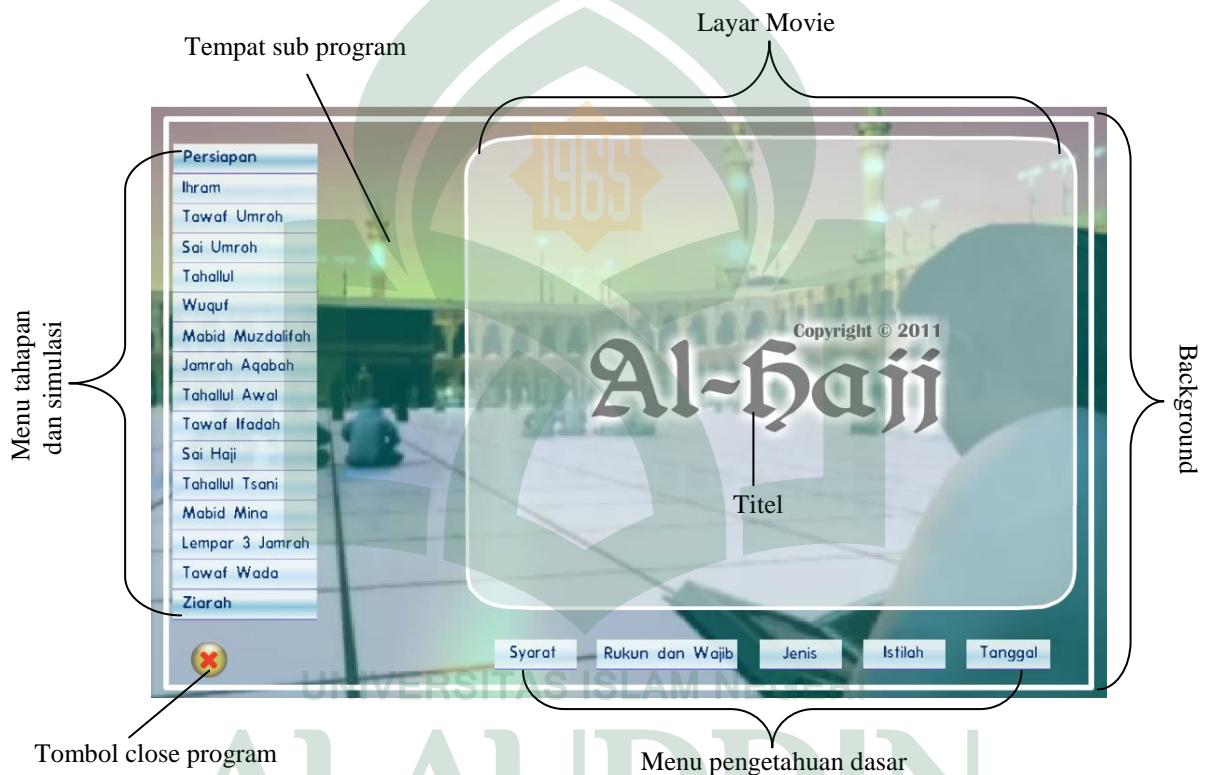 Layar Movie
Tempat sub program
1965
Persiapan
Ihram
Tawaf Umroh
Sai Umroh
Tahallul
Wuquf
Mabid Muzdalifah
Jamrah Aqabah
Tahallul Awal
Tawaf Ifadah
Sai Haji
Tahallul Tsani
Mabid Mina
Lempar 3 Jamrah
Tawaf Wada
Ziarah
Menu tahapan
dan simulasi
Copyright © 2011
Al-Hajj
Titel
Background
Syarat
Rukun dan Wajib
Jenis
Istilah
Tanggal
UNIVERSITAS ISLAM NEGERI
Tombol close program
Menu pengetahuan dasar
ALAUDDIN